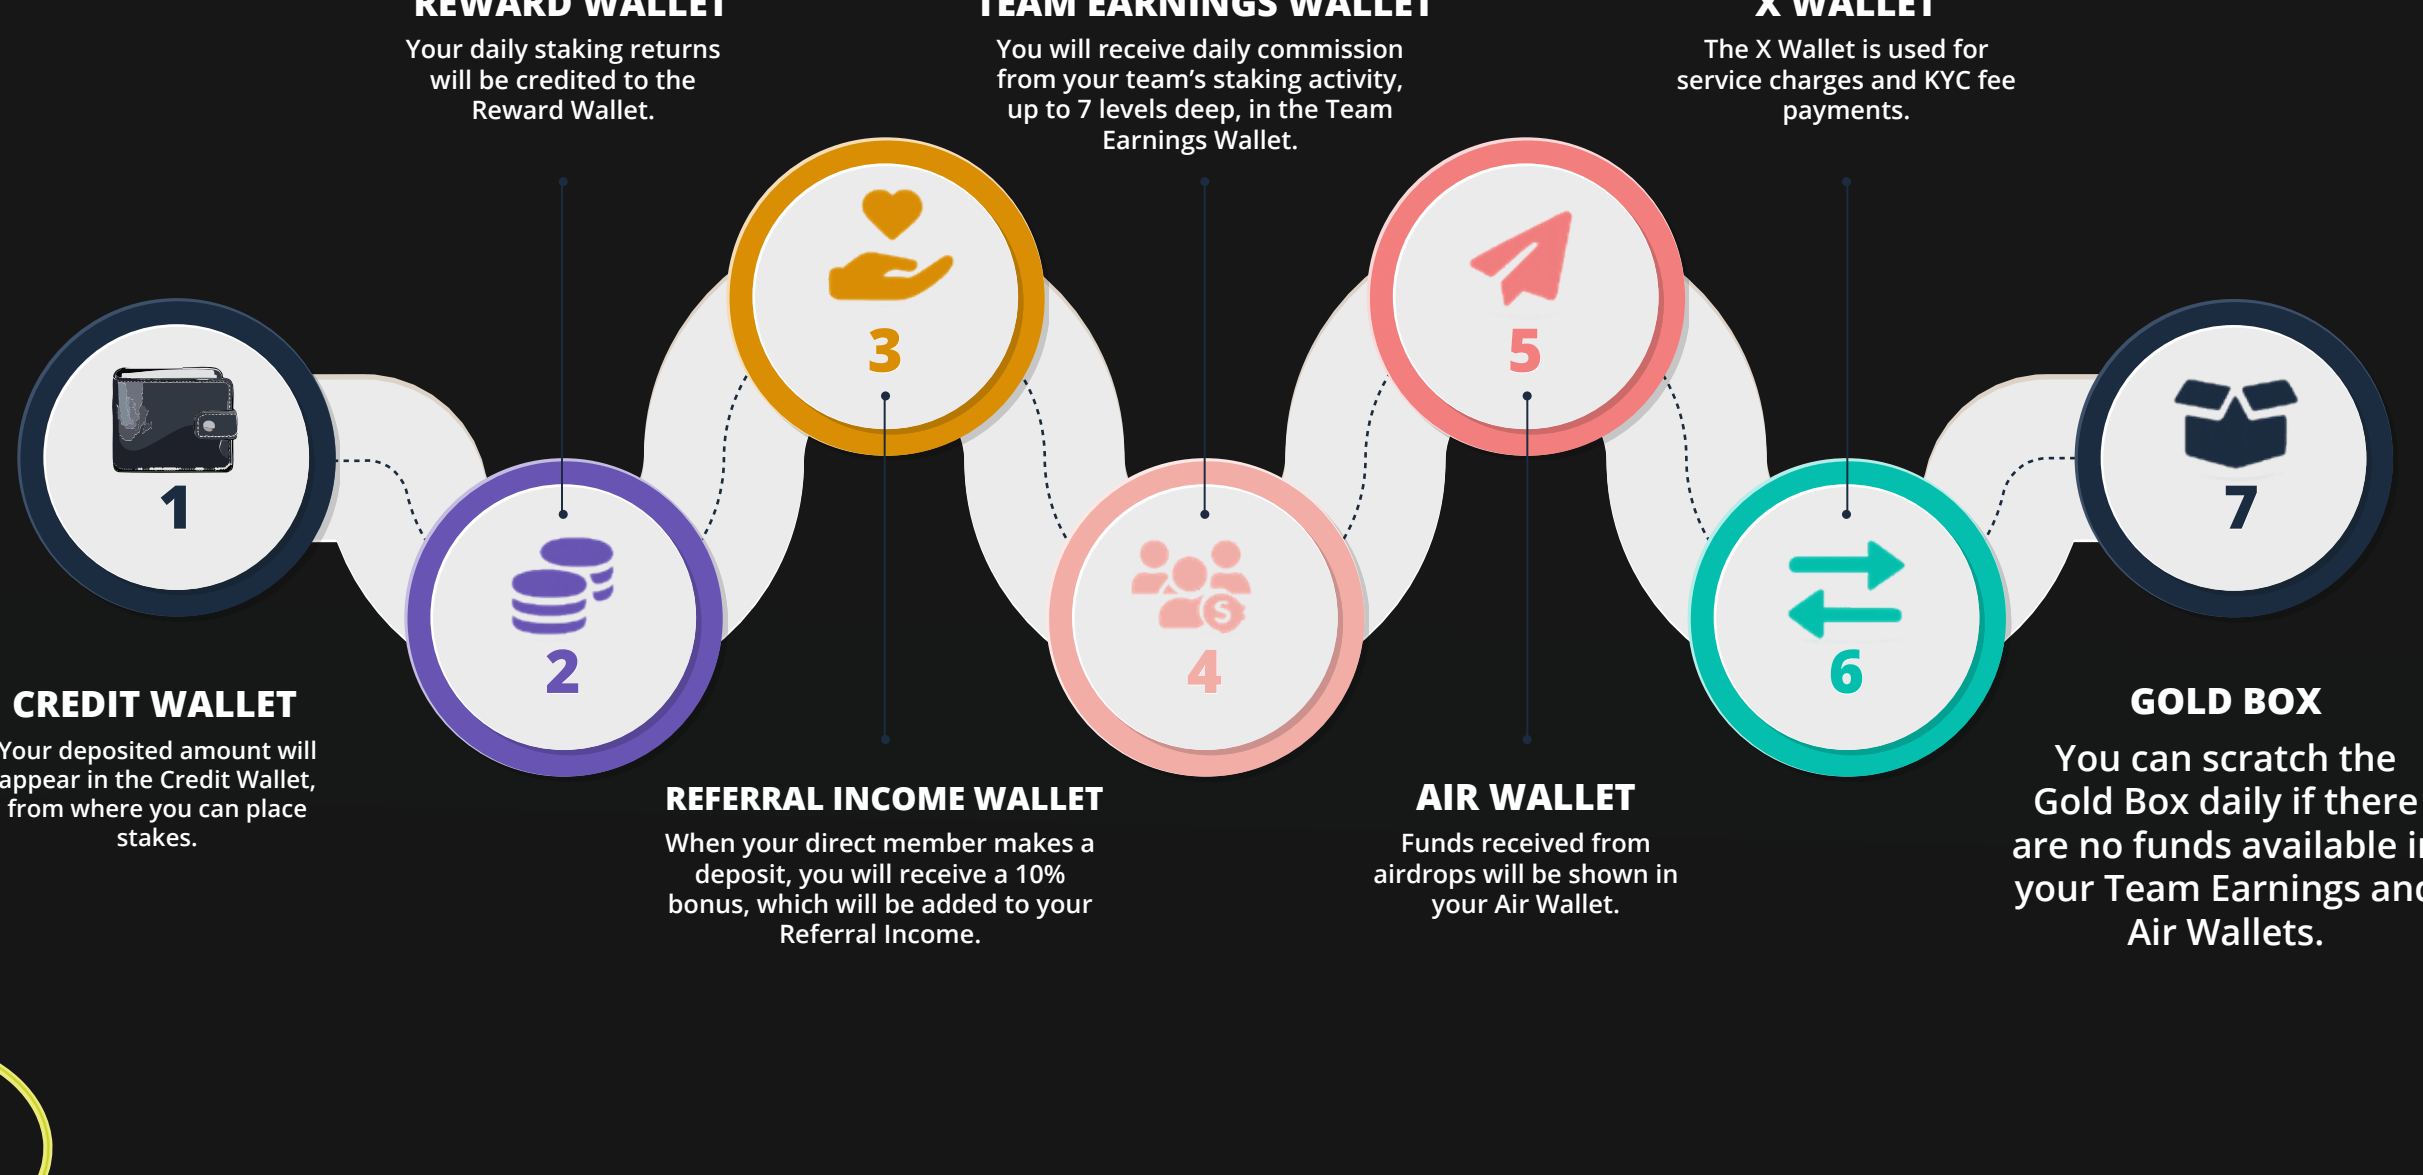 REWARD WALLET
Your daily staking returns
will be credited to the
Reward Wallet.
TEAM EARNINGS WALLET
You will receive daily commission
from your team's staking activity,
up to 7 levels deep, in the Team
Earnings Wallet.
X WALLET
The X Wallet is used for
service charges and KYC fee
payments.
1
2
3
4
5
6
7
CREDIT WALLET
Your deposited amount will
appear in the Credit Wallet,
from where you can place
stakes.
REFERRAL INCOME WALLET
When your direct member makes a
deposit, you will receive a 10%
bonus, which will be added to your
Referral Income.
AIR WALLET
Funds received from
airdrops will be shown in
your Air Wallet.
GOLD BOX
You can scratch the
Gold Box daily if there
are no funds available in
your Team Earnings and
Air Wallets.